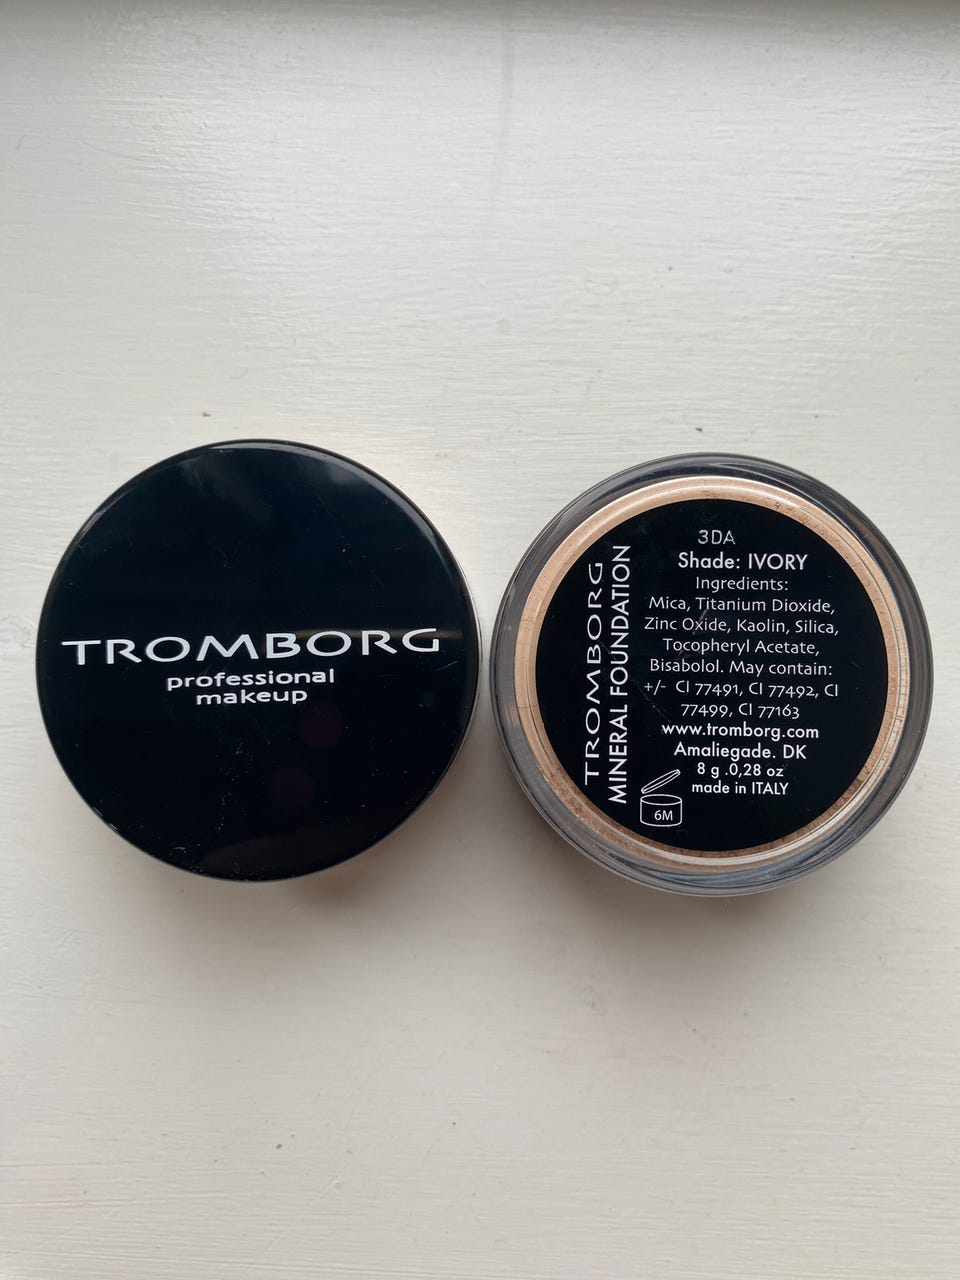 TROMBORG
professional
makeup
TROMBORG
MINERAL FOUNDATION
3DA
Shade: IVORY
Ingredients:
Mica, Titanium Dioxide,
Zinc Oxide, Kaolin, Silica,
Tocopheryl Acetate,
Bisabolol. May contain:
+/- CI 77491, CI 77492, CI
77499, CI 77163
www.tromborg.com
Amaliegade. DK
8 g .0,28 oz
made in ITALY
6M